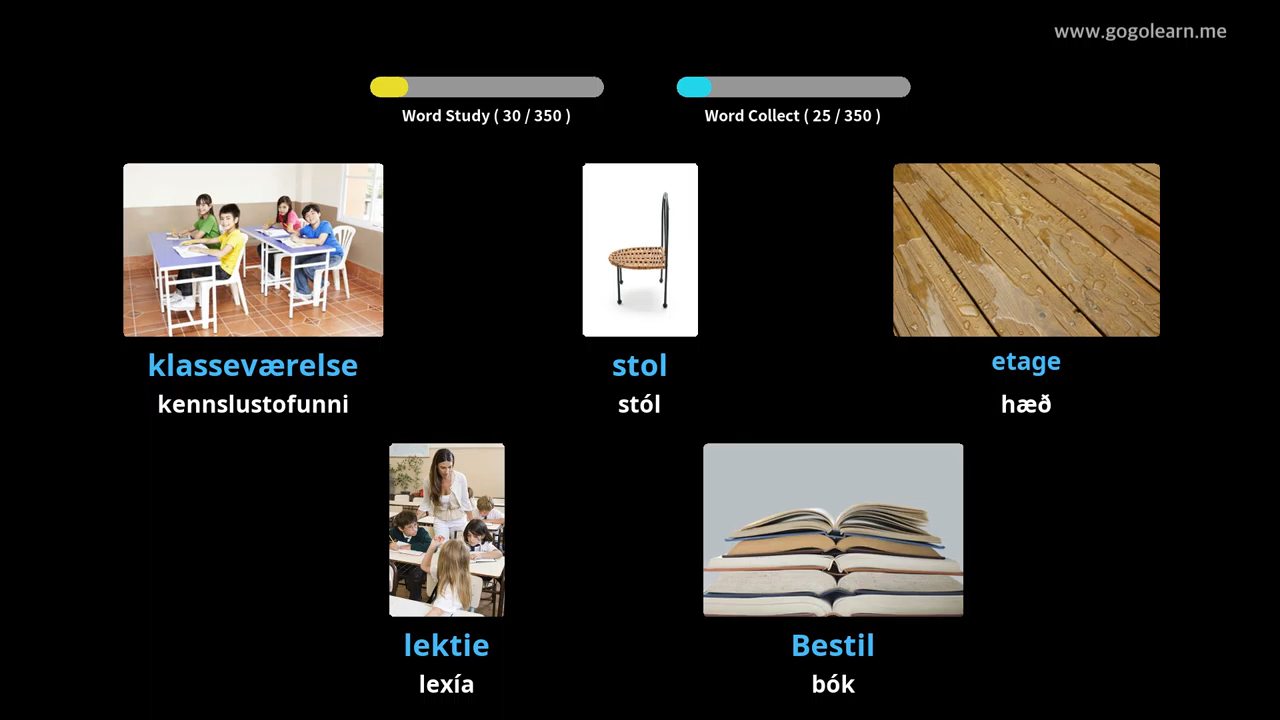 www.gogolearn.me
Word Study ( 30 / 350 )
Word Collect ( 25 / 350 )
klasseværelse
kennslustofunni
stol
stól
etage
hæð
lektie
lexía
Bestil
bók